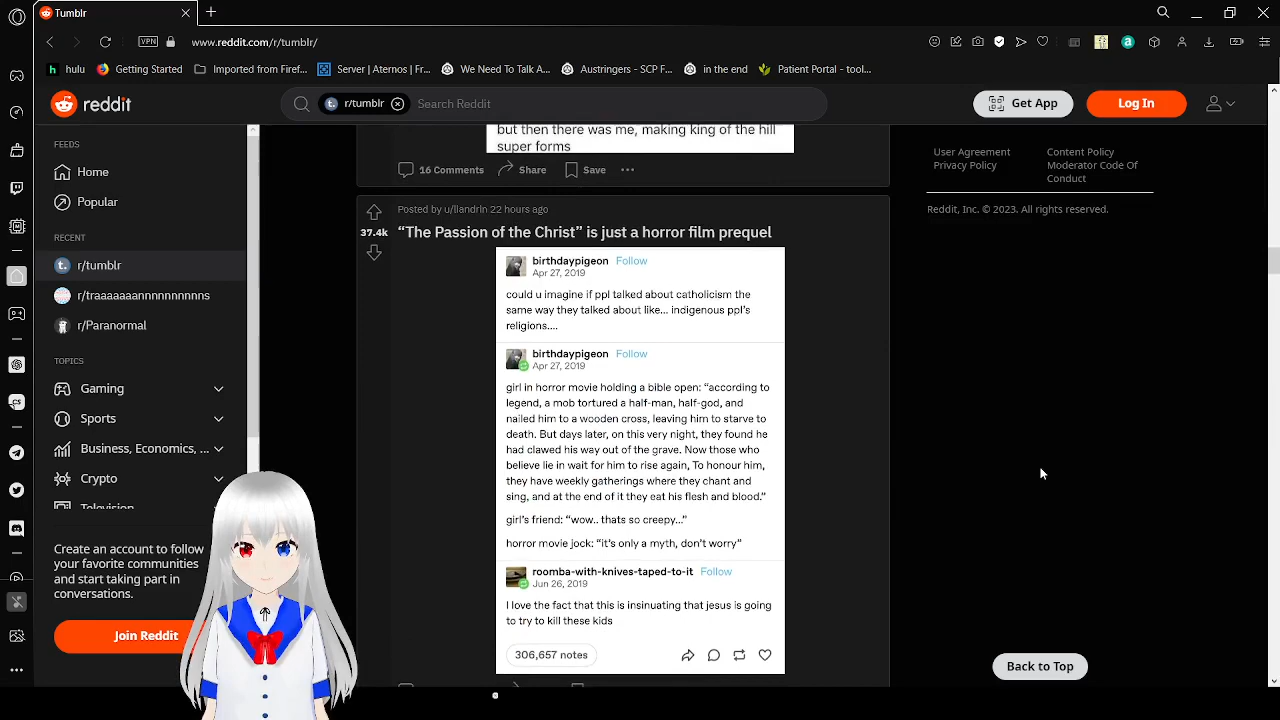 Tumblr
VPN
www.reddit.com/r/tumblr/
hulu
Getting Started
Imported from Firef...
Server | Aternos | Fr...
We Need To Talk A...
Austringers - SCP F...
in the end
Patient Portal - tool...
reddit
r/tumblr
Search Reddit
Get App
Log In
FEEDS
Home
Popular
RECENT
r/tumblr
r/traaaaaaannnnnnnnnns
r/Paranormal
TOPICS
Gaming
Sports
Business, Economics, ...
Crypto
Television
Create an account to follow
your favorite communities
and start taking part in
conversations.
Join Reddit
but then there was me, making king of the hill
super forms
16 Comments
Share
Save
Posted by u/llandrin 22 hours ago
37.4k
“The Passion of the Christ” is just a horror film prequel
birthdaypigeon Follow
Apr 27, 2019
could u imagine if ppl talked about catholicism the
same way they talked about like... indigenous ppl's
religions....
birthdaypigeon Follow
Apr 27, 2019
girl in horror movie holding a bible open: “according to
legend, a mob tortured a half-man, half-god, and
nailed him to a wooden cross, leaving him to starve to
death. But days later, on this very night, they found he
had clawed his way out of the grave. Now those who
believe lie in wait for him to rise again, To honour him,
they have weekly gatherings where they chant and
sing, and at the end of it they eat his flesh and blood.”
girl's friend: “wow.. thats so creepy...”
horror movie jock: “it's only a myth, don't worry”
roomba-with-knives-taped-to-it Follow
Jun 26, 2019
I love the fact that this is insinuating that jesus is going
to try to kill these kids
306,657 notes
User Agreement
Privacy Policy
Content Policy
Moderator Code Of
Conduct
Reddit, Inc. © 2023. All rights reserved.
Back to Top